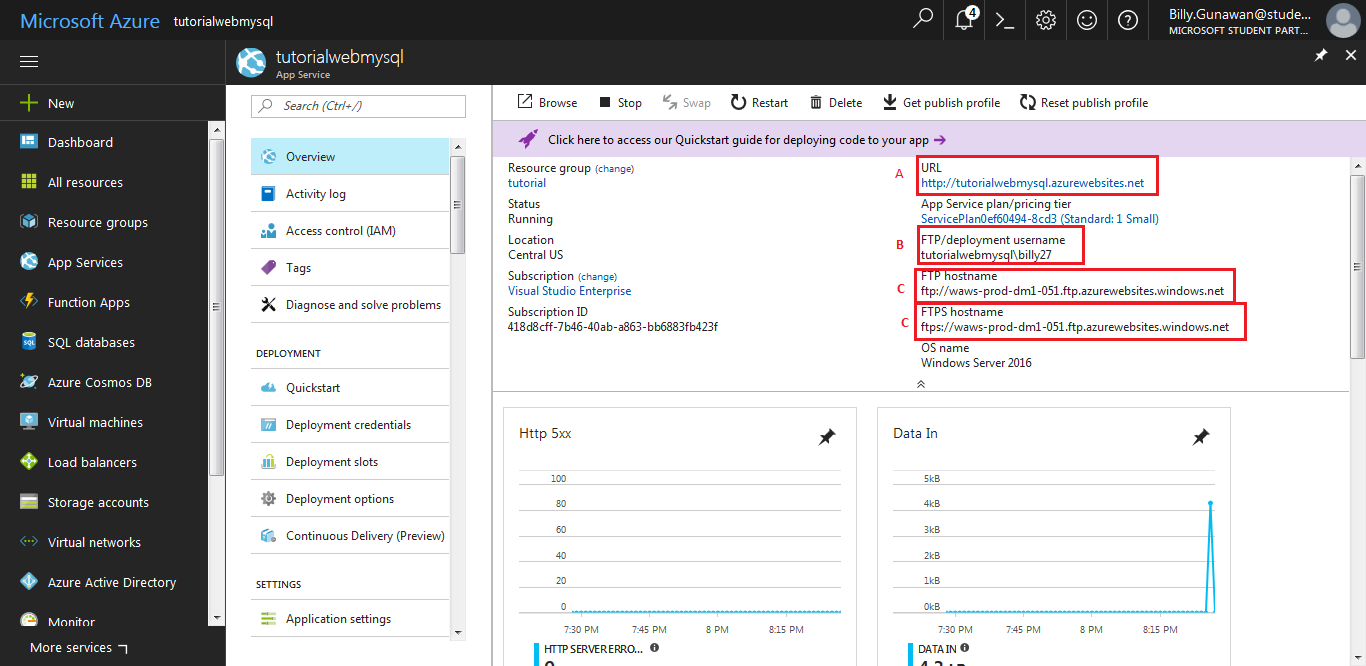 Microsoft Azure tutorialwebmysql
4
Billy.Gunawan@stude...
MICROSOFT STUDENT PART...
tutorialwebmysql
App Service
New
Dashboard
All resources
Resource groups
App Services
Function Apps
SQL databases
Azure Cosmos DB
Virtual machines
Load balancers
Storage accounts
Virtual networks
Azure Active Directory
Monitor
More services
Search (Ctrl+/)
Overview
Activity log
Access control (IAM)
Tags
Diagnose and solve problems
DEPLOYMENT
Quickstart
Deployment credentials
Deployment slots
Deployment options
Continuous Delivery (Preview)
SETTINGS
Application settings
Browse Stop Swap Restart Delete Get publish profile Reset publish profile
Click here to access our Quickstart guide for deploying code to your app
Resource group (change)
tutorial
Status
Running
Location
Central US
Subscription (change)
Visual Studio Enterprise
Subscription ID
418d8cff-7b46-40ab-a863-bb6883fb423f
A
URL
http://tutorialwebmysql.azurewebsites.net
App Service plan/pricing tier
ServicePlan0ef60494-8cd3 (Standard: 1 Small)
B
FTP/deployment username
tutorialwebmysql\billy27
C
FTP hostname
ftp://waws-prod-dm1-051.ftp.azurewebsites.windows.net
C
FTPS hostname
ftps://waws-prod-dm1-051.ftp.azurewebsites.windows.net
OS name
Windows Server 2016
Http 5xx
100
80
60
40
20
0
7:30 PM 7:45 PM 8 PM 8:15 PM
HTTP SERVER ERRO...
Data In
5kB
4kB
3kB
2kB
1kB
0kB
7:30 PM 7:45 PM 8 PM 8:15 PM
DATA IN